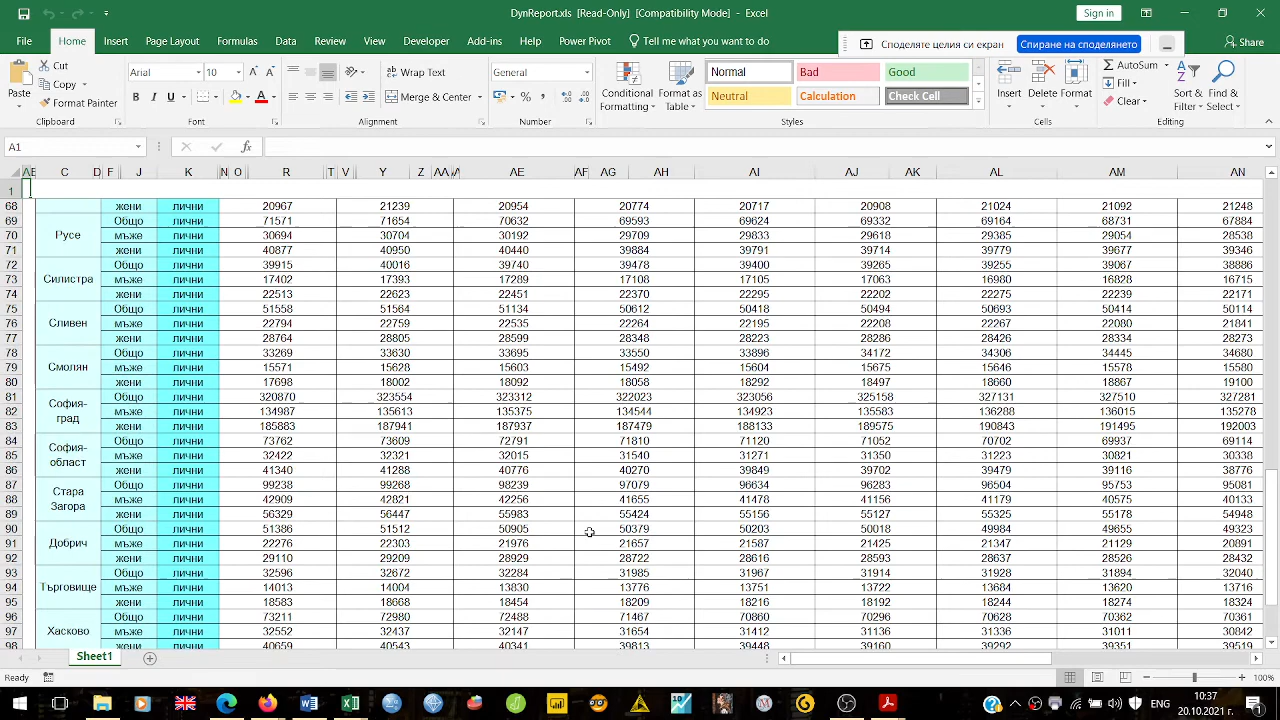 DynReport.xls [Read-Only] [Compatibility Mode] - Excel
Sign in
File Home Insert Page Layout Formulas Data Review View Developer Add-ins Help Power Pivot Tell me what you want to do
Споделяте целия си екран Спиране на споделянето
Share
Paste
Cut
Copy
Format Painter
Clipboard
Arial 10
B I U
Font
Wrap Text
Merge & Center
Alignment
General
Number
Conditional Formatting
Format as Table
Normal Bad Good
Neutral Calculation Check Cell
Styles
Insert Delete Format
Cells
AutoSum
Fill
Clear
Sort & Filter
Find & Select
Editing
A1
C D F J K N O R T V Y Z AA AE AF AG AH AI AJ AK AL AM AN
1
68 жени лични 20967 21239 20954 20774 20717 20908 21024 21092 21248
69 Общо лични 71571 71654 70632 69593 69624 69332 69164 68731 67884
70 Русе мъже лични 30694 30704 30192 29709 29833 29618 29385 29054 28538
71 жени лични 40877 40950 40440 39884 39791 39714 39779 39677 39346
72 Общо лични 39915 40016 39740 39478 39400 39265 39255 39067 38886
73 Силистра мъже лични 17402 17393 17289 17108 17105 17063 16980 16828 16715
74 жени лични 22513 22623 22451 22370 22295 22202 22275 22239 22171
75 Общо лични 51558 51564 51134 50612 50418 50494 50693 50414 50114
76 Сливен мъже лични 22794 22759 22535 22264 22195 22208 22267 22080 21841
77 жени лични 28764 28805 28599 28348 28223 28286 28426 28334 28273
78 Общо лични 33269 33630 33695 33550 33896 34172 34306 34445 34680
79 Смолян мъже лични 15571 15628 15603 15492 15604 15675 15646 15578 15580
80 жени лични 17698 18002 18092 18058 18292 18497 18660 18867 19100
81 Общо лични 320870 323554 323312 322023 323056 325158 327131 327510 327281
82 София-град мъже лични 134987 135613 135375 134544 134923 135583 136288 136015 135278
83 жени лични 185883 187941 187937 187479 188133 189575 190843 191495 192003
84 Общо лични 73762 73609 72791 71810 71120 71052 70702 69937 69114
85 София-област мъже лични 32422 32321 32015 31540 31271 31350 31223 30821 30338
86 жени лични 41340 41288 40776 40270 39849 39702 39479 39116 38776
87 Общо лични 99238 99268 98239 97079 96634 96283 96504 95753 95081
88 Стара Загора мъже лични 42909 42821 42256 41655 41478 41156 41179 40575 40133
89 жени лични 56329 56447 55983 55424 55156 55127 55325 55178 54948
90 Общо лични 51386 51512 50905 50379 50203 50018 49984 49655 49323
91 Добрич мъже лични 22276 22303 21976 21657 21587 21425 21347 21129 20891
92 жени лични 29110 29209 28929 28722 28616 28593 28637 28526 28432
93 Общо лични 32596 32672 32284 31985 31967 31914 31928 31894 32040
94 Търговище мъже лични 14013 14004 13830 13776 13751 13722 13684 13620 13716
95 жени лични 18583 18668 18454 18209 18216 18192 18244 18274 18324
96 Общо лични 73211 72980 72488 71467 70860 70296 70628 70362 70361
97 Хасково мъже лични 32552 32437 32147 31654 31412 31136 31336 31011 30842
98 жени лични 40659 40543 40341 39813 39448 39160 39292 39351 39519
Sheet1
Ready
100%
ENG
10:37
20.10.2021 г.